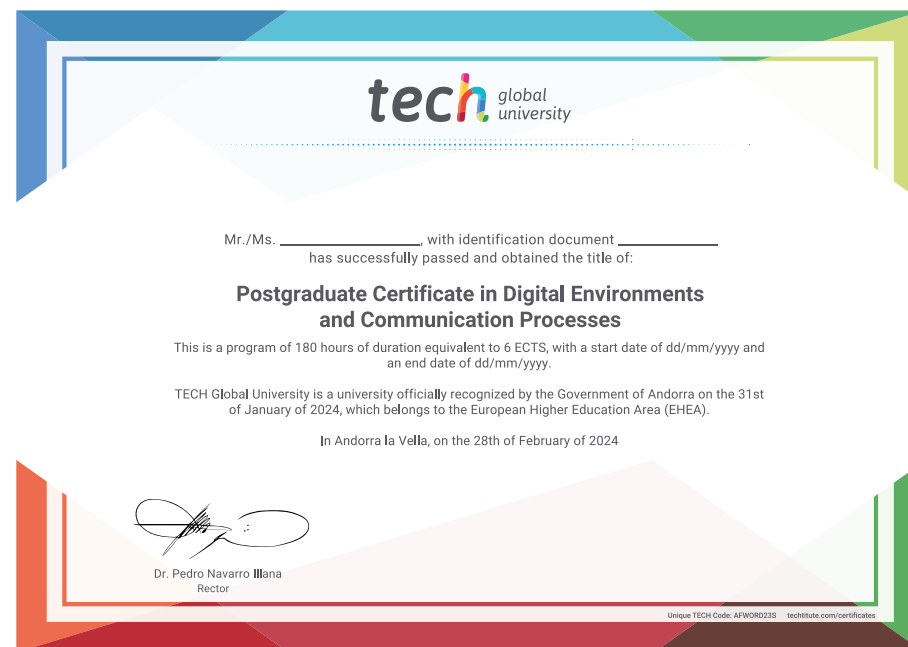 tech global
university
Mr./Ms. ____________________, with identification document ______________
has successfully passed and obtained the title of:
Postgraduate Certificate in Digital Environments
and Communication Processes
This is a program of 180 hours of duration equivalent to 6 ECTS, with a start date of dd/mm/yyyy and
an end date of dd/mm/yyyy.
TECH Global University is a university officially recognized by the Government of Andorra on the 31st
of January of 2024, which belongs to the European Higher Education Area (EHEA).
In Andorra la Vella, on the 28th of February of 2024
Dr. Pedro Navarro Illana
Rector
Unique TECH Code: AFWORD23S techtitute.com/certificates